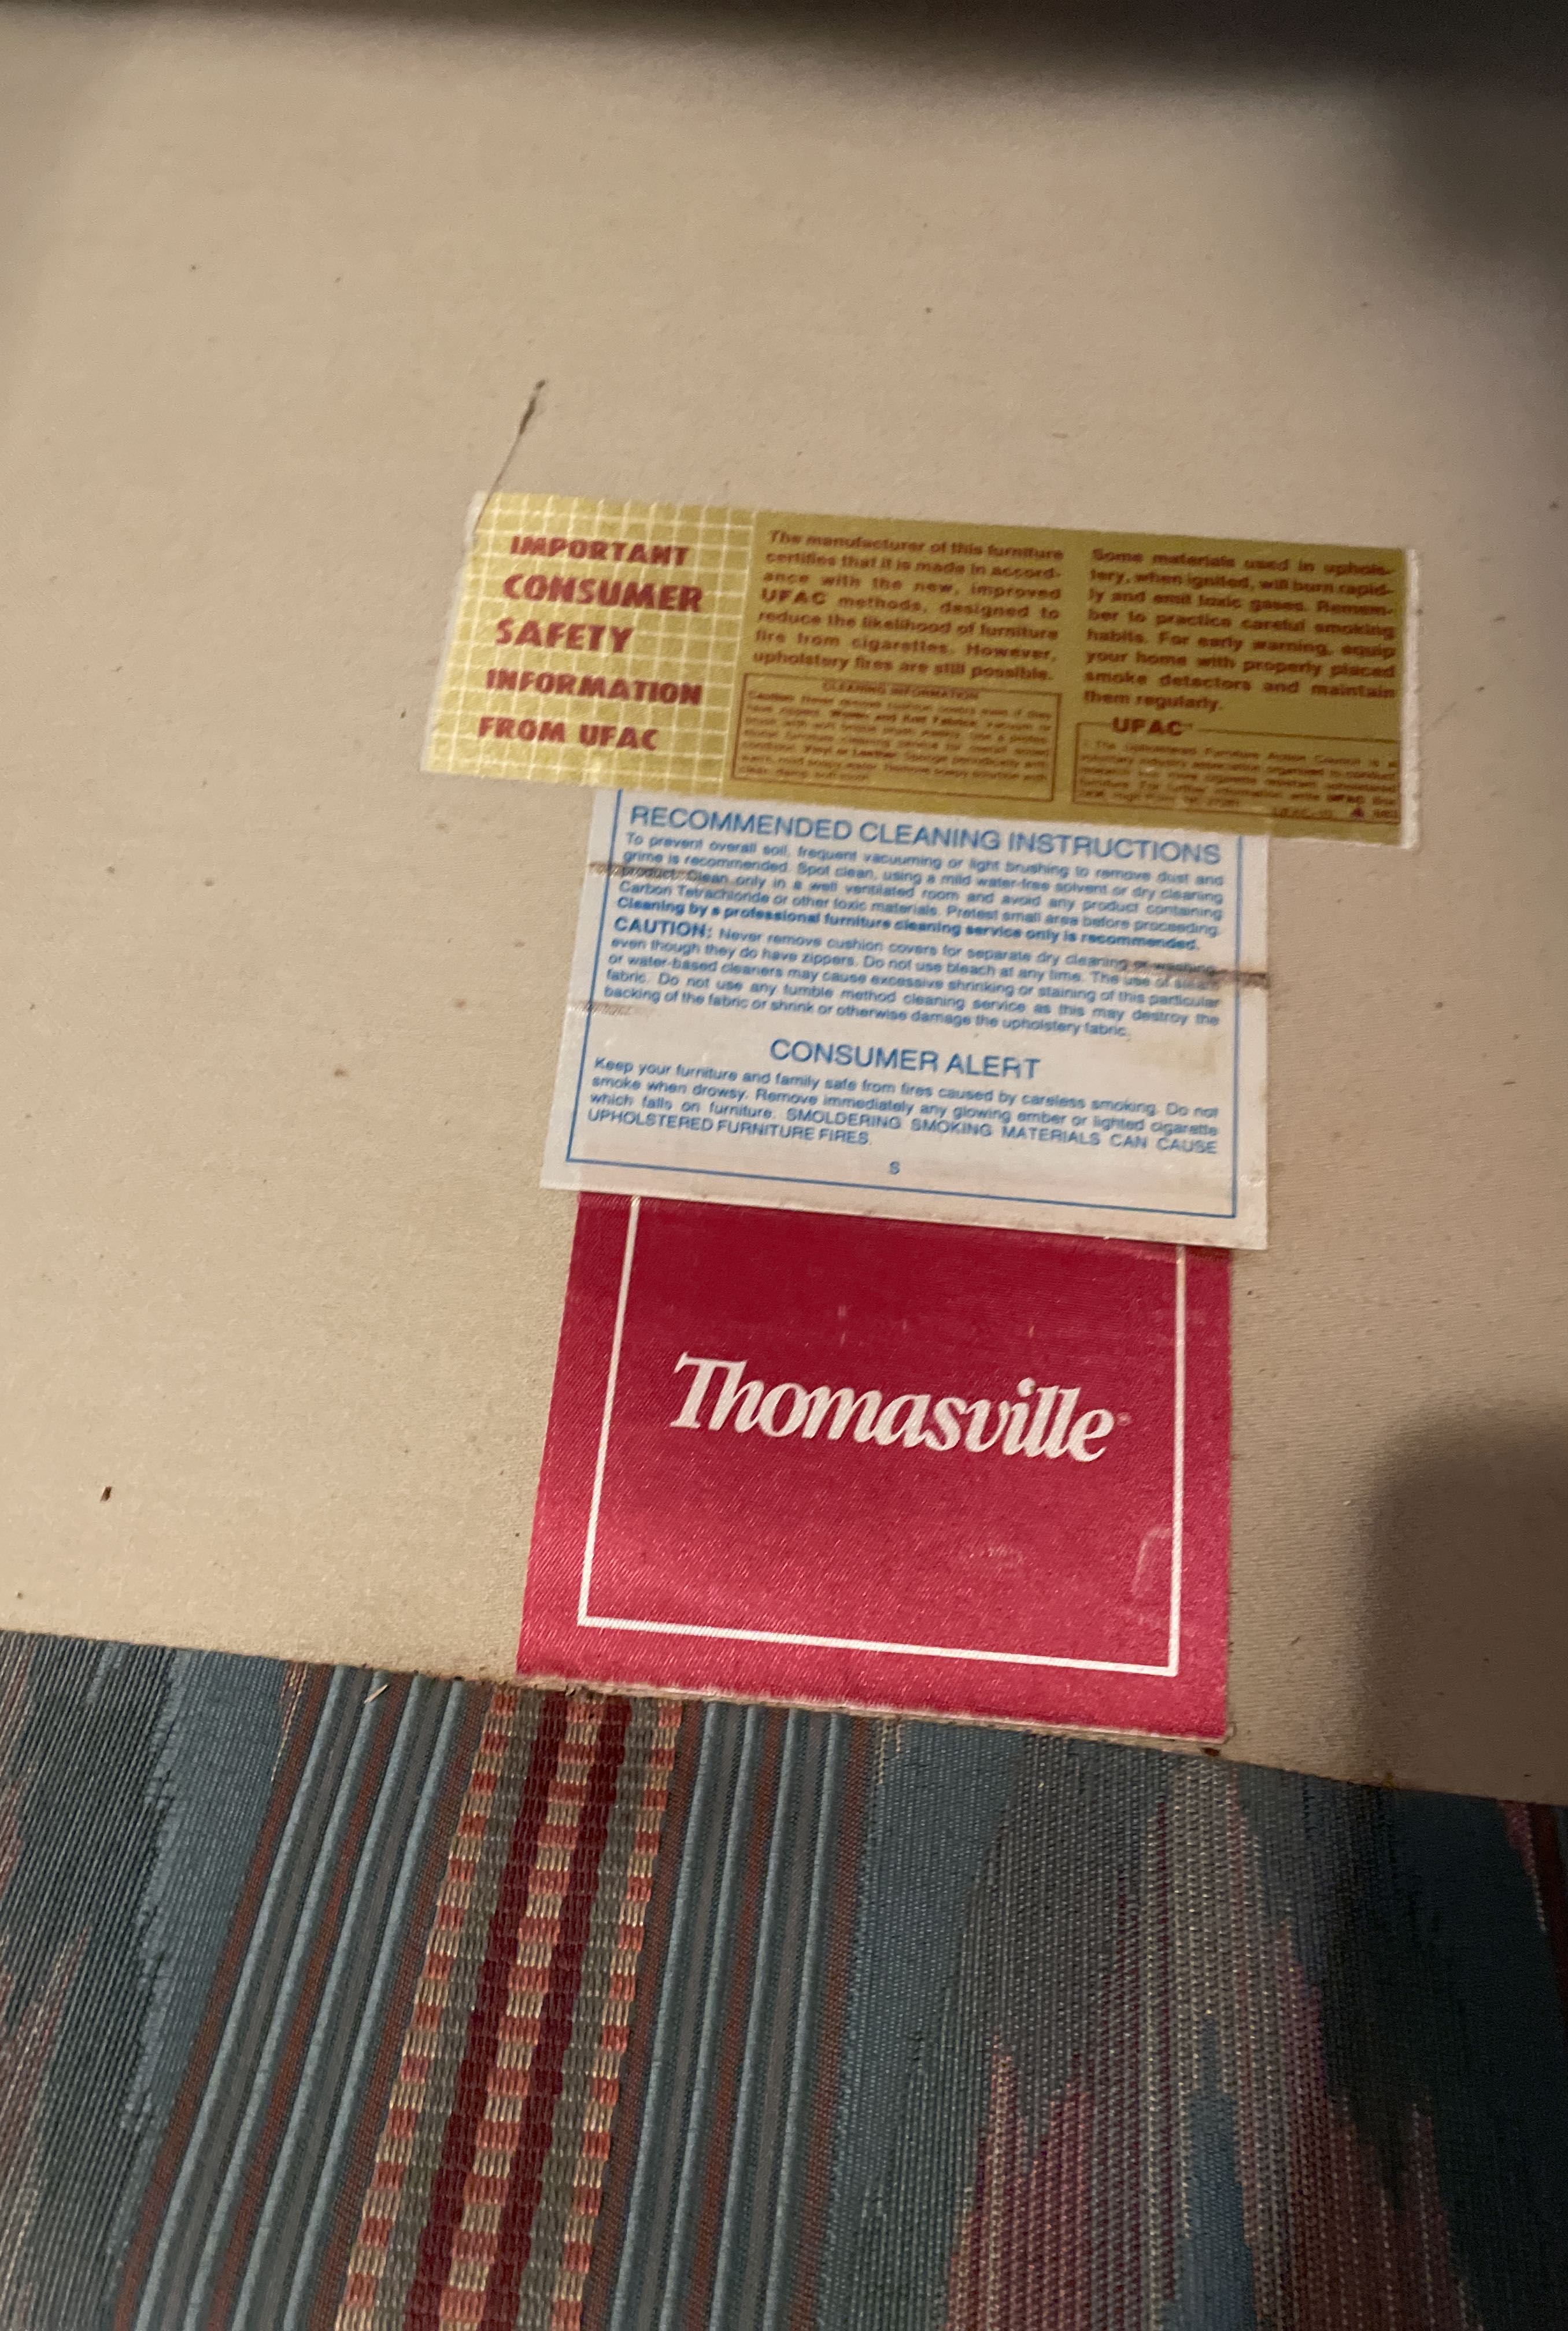 IMPORTANT
CONSUMER
SAFETY
INFORMATION
FROM UFAC
The manufacturer of this furniture
certifies that it is made in accord-
ance with the new, improved
UFAC methods, designed to
reduce the likelihood of furniture
fire from cigarettes. However,
upholstery fires are still possible.
CLEANING INFORMATION
Some materials used in uphols-
tery, when ignited, will burn rapid-
ly and emit toxic gases. Remem-
ber to practice careful smoking
habits. For early warning, equip
your home with properly placed
smoke detectors and maintain
them regularly.
UFAC
RECOMMENDED CLEANING INSTRUCTIONS
To prevent overall soil, frequent vacuuming or light brushing to remove dust and
grime is recommended. Spot clean, using a mild water-free solvent or dry cleaning
product. Clean only in a well ventilated room and avoid any product containing
Carbon Tetrachloride or other toxic materials. Pretest small area before proceeding.
Cleaning by a professional furniture cleaning service only is recommended.
CAUTION: Never remove cushion covers for separate dry cleaning or washing
even though they do have zippers. Do not use bleach at any time. The use of steam
or water-based cleaners may cause excessive shrinking or staining of this particular
fabric. Do not use any tumble method cleaning service as this may destroy the
backing of the fabric or shrink or otherwise damage the upholstery fabric.
CONSUMER ALERT
Keep your furniture and family safe from fires caused by careless smoking. Do not
smoke when drowsy. Remove immediately any glowing ember or lighted cigarette
which falls on furniture. SMOLDERING SMOKING MATERIALS CAN CAUSE
UPHOLSTERED FURNITURE FIRES.
S
Thomasville